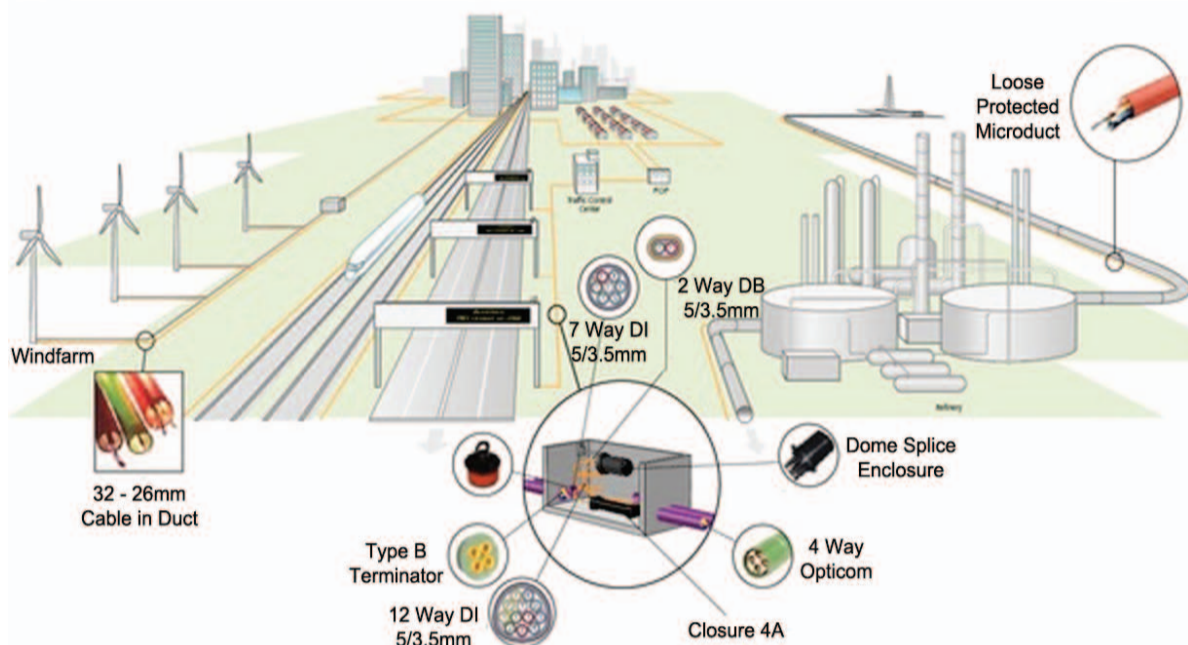 Loose
Protected
Microduct
Traffic Control
Center
POP
2 Way DB
5/3.5mm
7 Way DI
5/3.5mm
Windfarm
Refinery
Dome Splice
Enclosure
32 - 26mm
Cable in Duct
Type B
Terminator
4 Way
Opticom
12 Way DI
5/3.5mm
Closure 4A